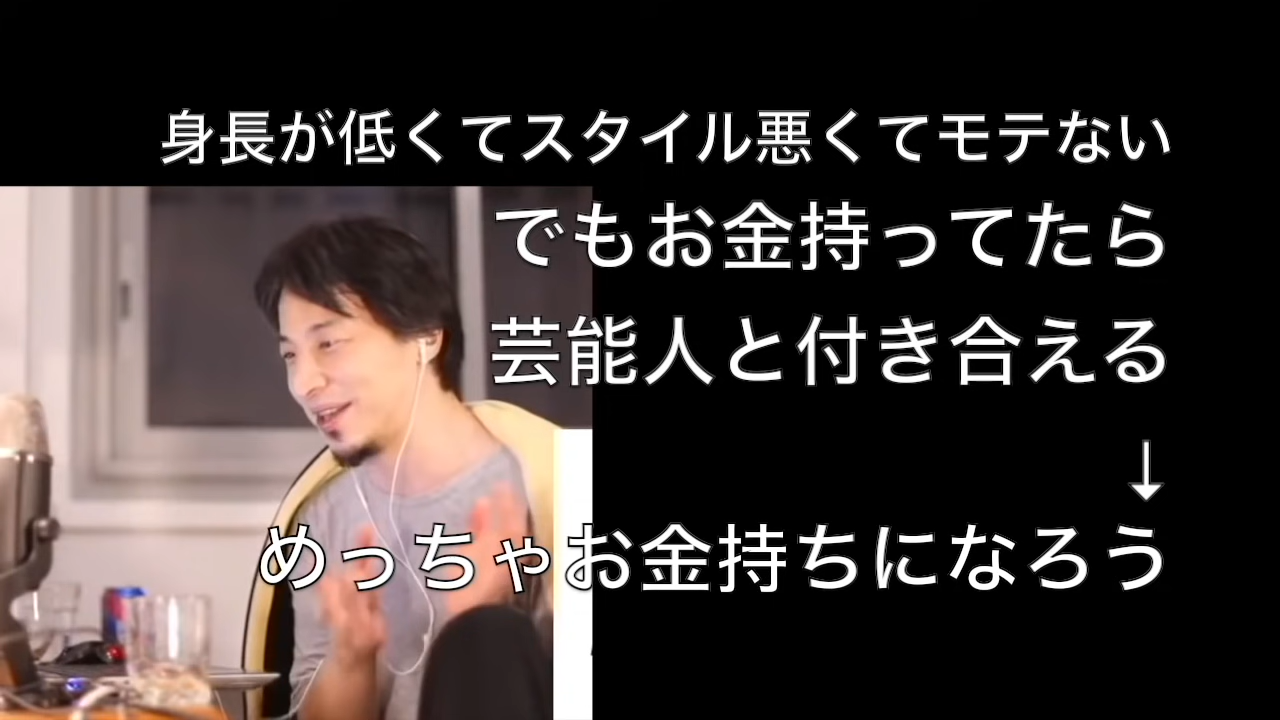 身長が低くてスタイル悪くてモテない
でもお金持ってたら
芸能人と付き合える
↓
めっちゃお金持ちになろう